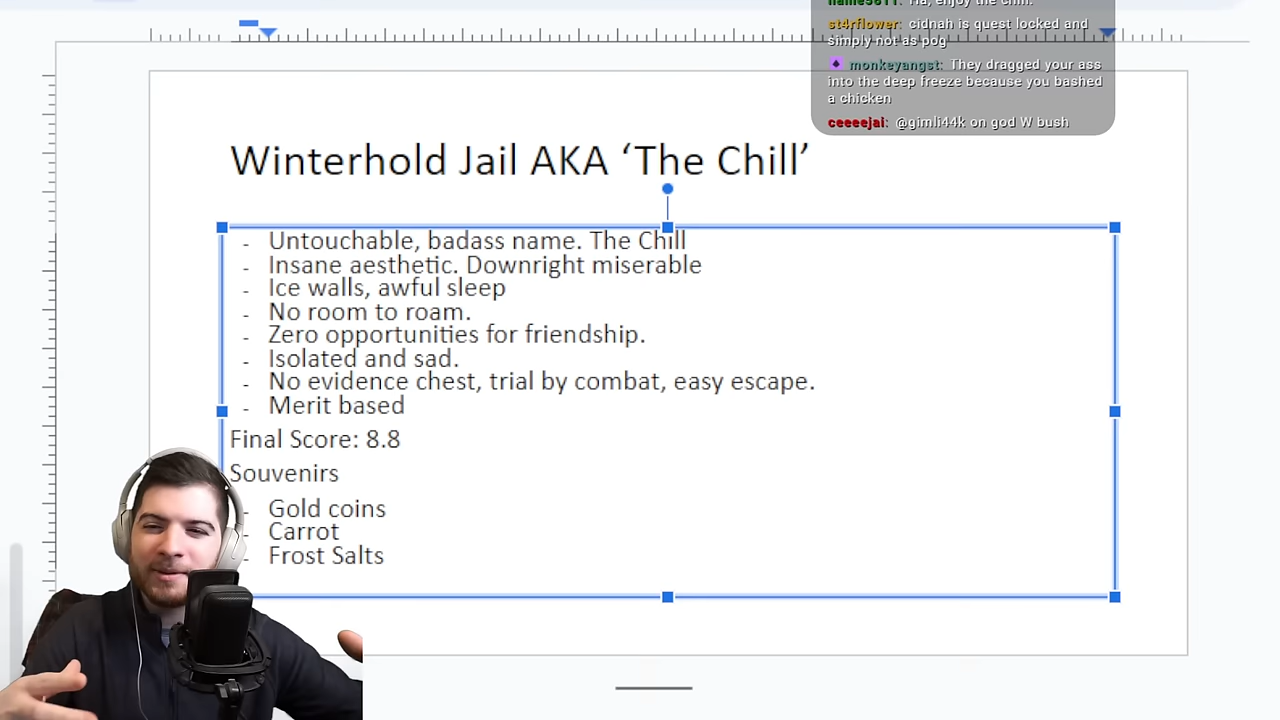 st4rflower: cidnah is quest locked and
simply not as pog
monkeyangst: They dragged your ass
into the deep freeze because you bashed
a chicken
ceeeejai: @gimli44k on god W bush
Winterhold Jail AKA ‘The Chill’
- Untouchable, badass name. The Chill
- Insane aesthetic. Downright miserable
- Ice walls, awful sleep
- No room to roam.
- Zero opportunities for friendship.
- Isolated and sad.
- No evidence chest, trial by combat, easy escape.
- Merit based
Final Score: 8.8
Souvenirs
- Gold coins
- Carrot
- Frost Salts